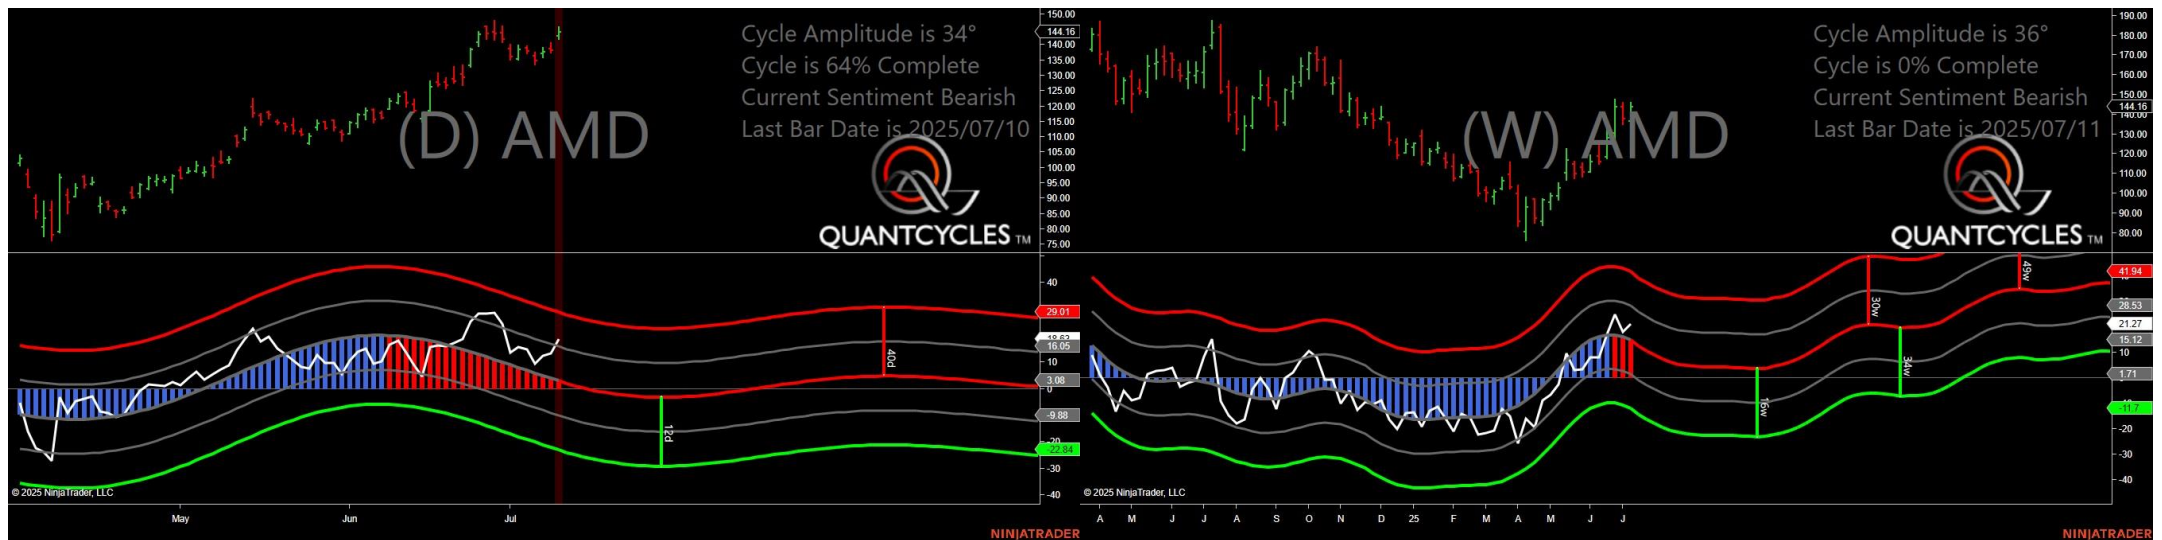 150.00
Cycle Amplitude is 34°
144.16
140.00
Cycle is 64% Complete
135.00
130.00
Current Sentiment Bearish
125.00
120.00
Last Bar Date is 2025/07/10
115.00
(D) AMD
110.00
105.00
100.00
95.00
90.00
85.00
80.00
75.00
QUANTCYCLES TM
40
29.01
16.05
10
3.08
0
-9.88
-20
-22.84
-30
-40
40d
12d
© 2025 NinjaTrader, LLC
May
Jun
Jul
NINJATRADER
190.00
Cycle Amplitude is 36°
180.00
170.00
Cycle is 0% Complete
160.00
Current Sentiment Bearish
150.00
144.16
140.00
Last Bar Date is 2025/07/11
130.00
(W) AMD
120.00
110.00
100.00
90.00
80.00
QUANTCYCLES TM
41.94
28.53
21.27
15.12
10
1.71
-11.7
-20
-30
-40
30w
49w
34w
16w
© 2025 NinjaTrader, LLC
A M J J A S O N D 25 F M A M J J
NINJATRADER